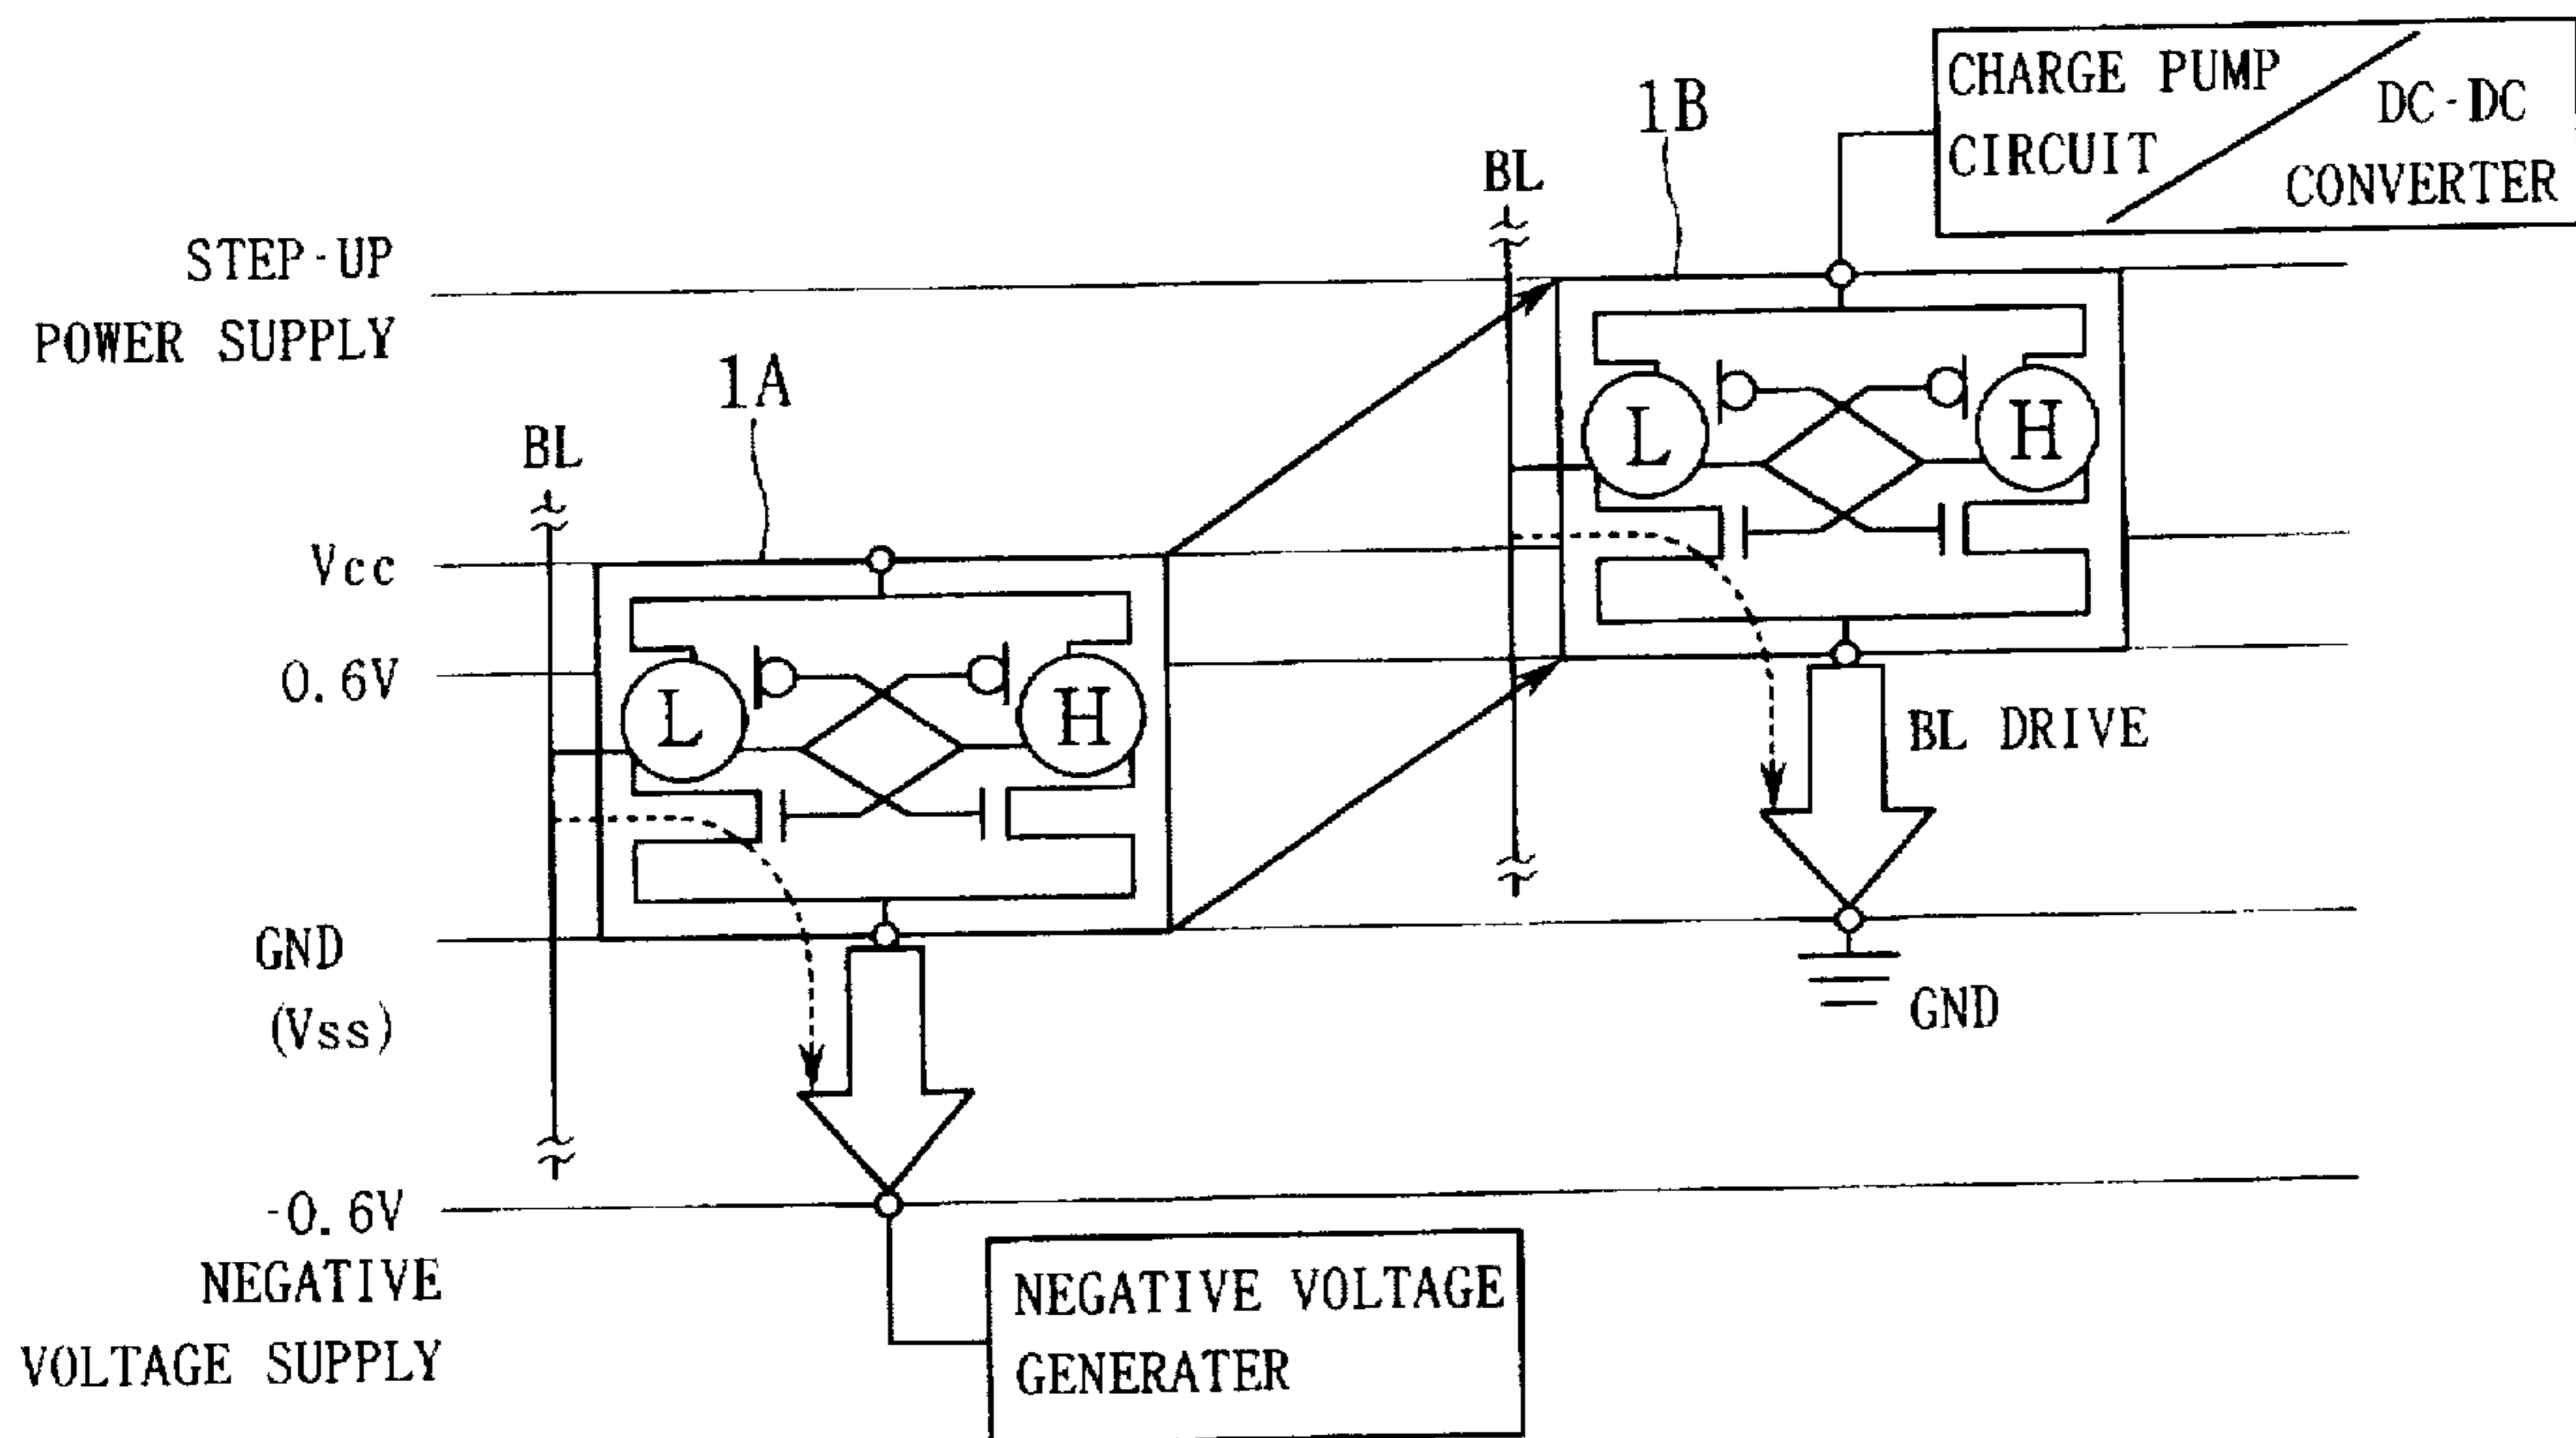 CHARGE PUMP
CIRCUIT
DC-DC
CONVERTER
1B
BL
STEP-UP
POWER SUPPLY
1A
BL
L
H
Vcc
0.6V
L
H
BL DRIVE
GND
(Vss)
GND
-0.6V
NEGATIVE
VOLTAGE SUPPLY
NEGATIVE VOLTAGE
GENERATER